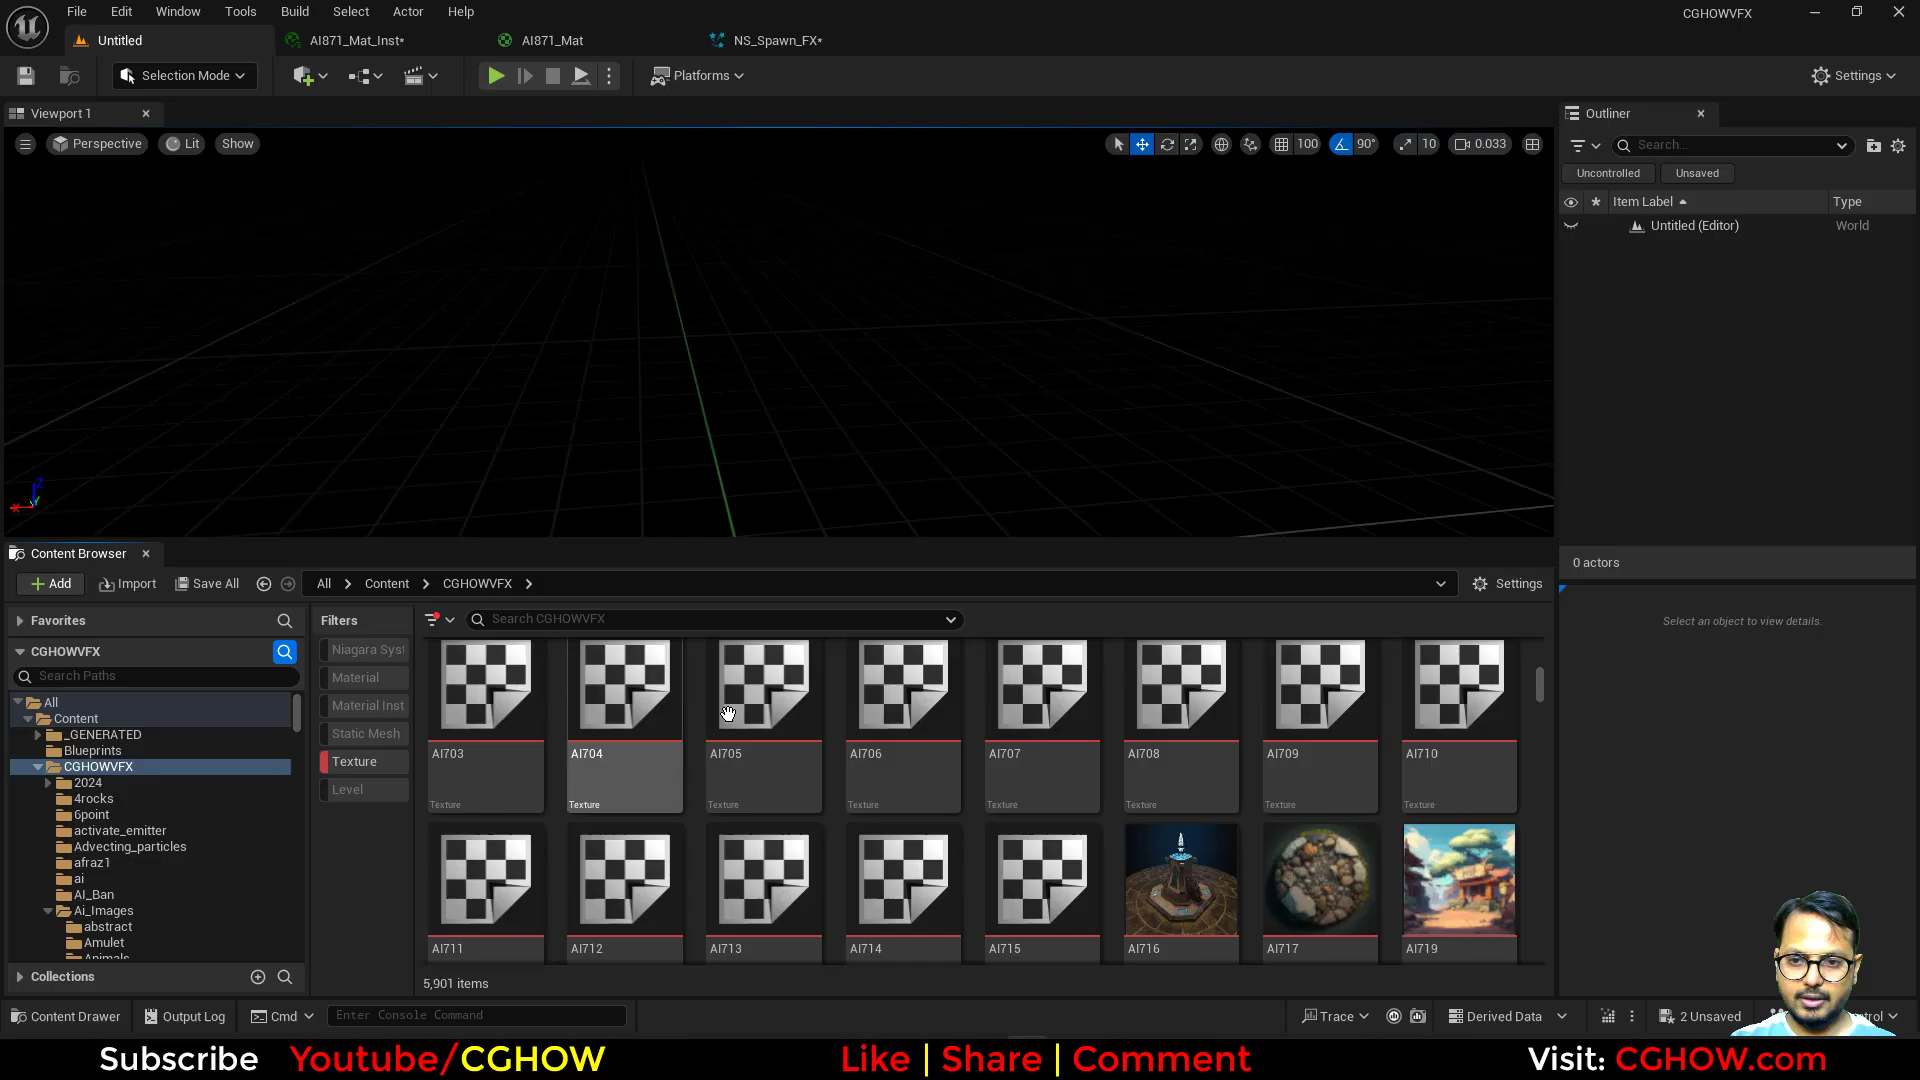 File Edit Window Tools Build Select Actor Help
CGHOWVFX
Untitled AI871_Mat_Inst* AI871_Mat NS_Spawn_FX*
Selection Mode Platforms Settings
Viewport 1
Outliner
Perspective Lit Show
100 90° 10 0.033
Search...
Uncontrolled Unsaved
Item Label Type
Untitled (Editor) World
0 actors
Select an object to view details.
Content Browser
Add Import Save All All Content CGHOWVFX Settings
Favorites
Filters
Search CGHOWVFX
CGHOWVFX
Search Paths
Niagara Syst
Material
Material Inst
Static Mesh
Texture
Level
All
Content
_GENERATED
Blueprints
CGHOWVFX
2024
4rocks
6point
activate_emitter
Advecting_particles
afraz1
ai
AI_Ban
Ai_Images
abstract
Amulet
Animals
Collections
AI703 AI704 AI705 AI706 AI707 AI708 AI709 AI710
Texture Texture Texture Texture Texture Texture Texture Texture
AI711 AI712 AI713 AI714 AI715 AI716 AI717 AI719
5,901 items
Content Drawer Output Log Cmd Enter Console Command Trace Derived Data 2 Unsaved
Subscribe Youtube/CGHOW Like | Share | Comment Visit: CGHOW.com